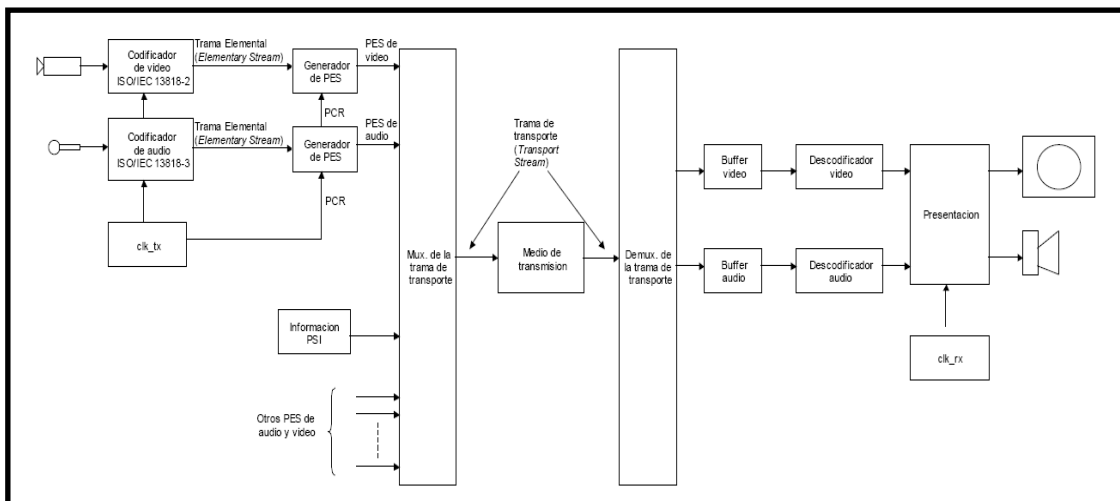 Codificador
de video
ISO/IEC 13818-2
Trama Elemental
(Elementary Stream)
Generador
de PES
PES de
video
PCR
Codificador
de audio
ISO/IEC 13818-3
Trama Elemental
(Elementary Stream)
Generador
de PES
PES de
audio
PCR
clk_tx
Informacion
PSI
Otros PES de
audio y video
Mux. de la
trama de
transporte
Trama de
transporte
(Transport
Stream)
Medio de
transmision
Demux. de
la trama de
transporte
Buffer
video
Descodificador
video
Buffer
audio
Descodificador
audio
Presentacion
clk_rx